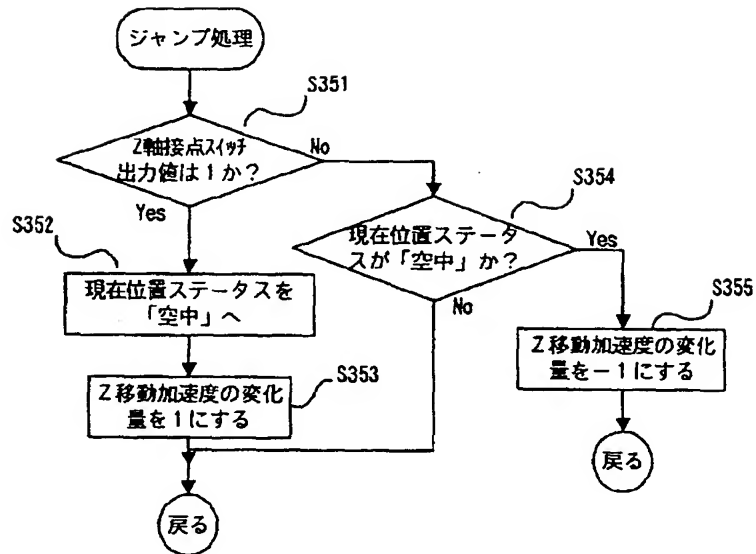 ジャンプ処理
S351
Z軸接点スイッチ
出力値は1か？
No
Yes
S354
現在位置ステータ
スが「空中」か？
Yes
No
S352
現在位置ステータスを
「空中」へ
S355
Z移動加速度の変化
量を−1にする
S353
Z移動加速度の変化
量を1にする
戻る
戻る